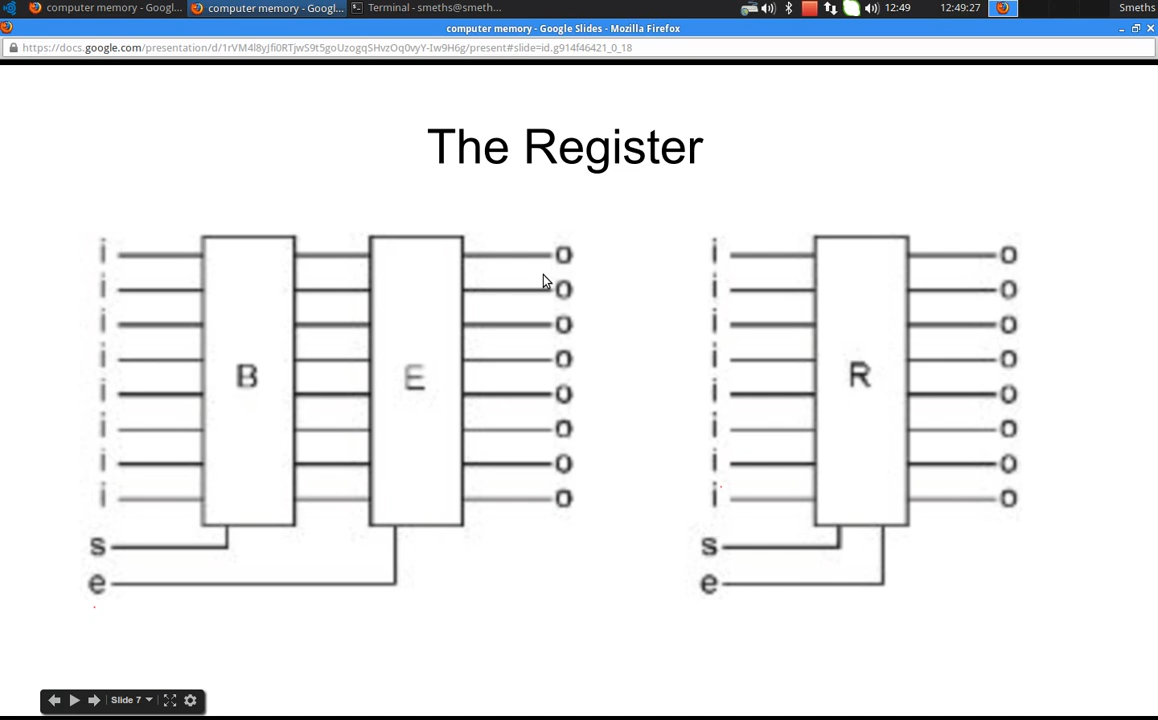 computer memory - Googl...
computer memory - Googl...
Terminal - smeths@smeth...
12:49
12:49:27
Smeths
computer memory - Google Slides - Mozilla Firefox
The Register
i i o
i i o
i i o
i i o
i i o
i i o
i i o
i i o
B E R
s s
e e
Slide 7